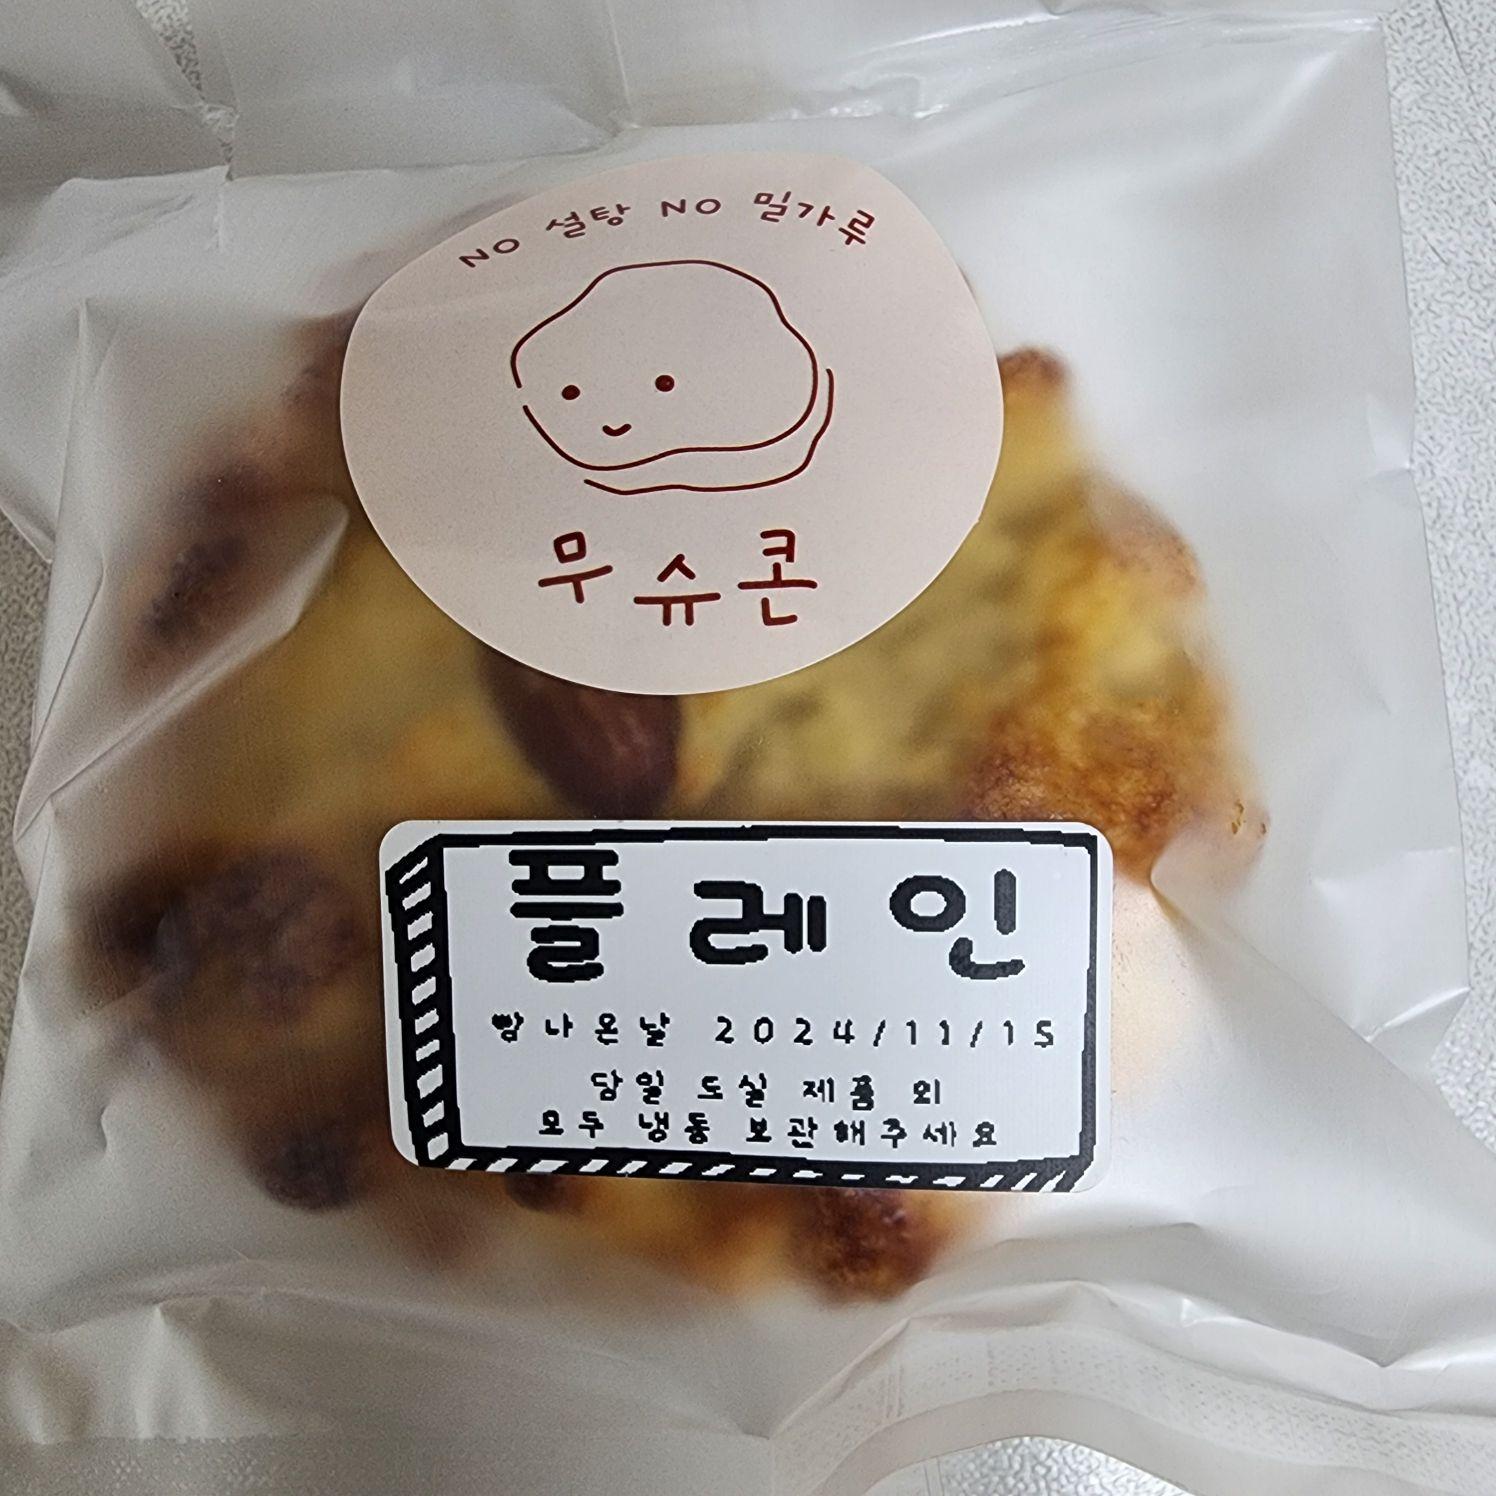 NO 설탕 NO 밀가루
무슈콘
플레인
빵 나온날 2024/11/15
당일 드실 제품 외
모두 냉동 보관해주세요